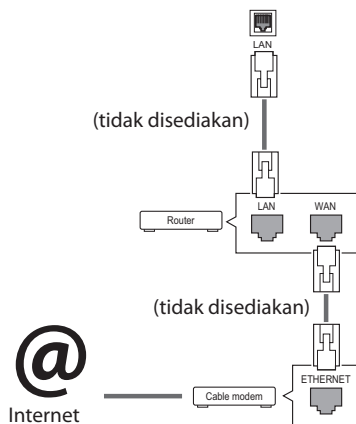 LAN
(tidak disediakan)
LAN WAN
Router
(tidak disediakan)
@
ETHERNET
Cable modem
Internet